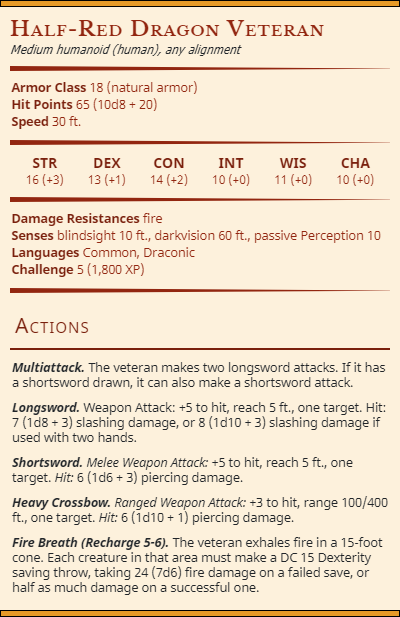 Half-Red Dragon Veteran
Medium humanoid (human), any alignment
Armor Class 18 (natural armor)
Hit Points 65 (10d8 + 20)
Speed 30 ft.
STR DEX CON INT WIS CHA
16 (+3) 13 (+1) 14 (+2) 10 (+0) 11 (+0) 10 (+0)
Damage Resistances fire
Senses blindsight 10 ft., darkvision 60 ft., passive Perception 10
Languages Common, Draconic
Challenge 5 (1,800 XP)
Actions
Multiattack. The veteran makes two longsword attacks. If it has
a shortsword drawn, it can also make a shortsword attack.
Longsword. Weapon Attack: +5 to hit, reach 5 ft., one target. Hit:
7 (1d8 + 3) slashing damage, or 8 (1d10 + 3) slashing damage if
used with two hands.
Shortsword. Melee Weapon Attack: +5 to hit, reach 5 ft., one
target. Hit: 6 (1d6 + 3) piercing damage.
Heavy Crossbow. Ranged Weapon Attack: +3 to hit, range 100/400
ft., one target. Hit: 6 (1d10 + 1) piercing damage.
Fire Breath (Recharge 5-6). The veteran exhales fire in a 15-foot
cone. Each creature in that area must make a DC 15 Dexterity
saving throw, taking 24 (7d6) fire damage on a failed save, or
half as much damage on a successful one.